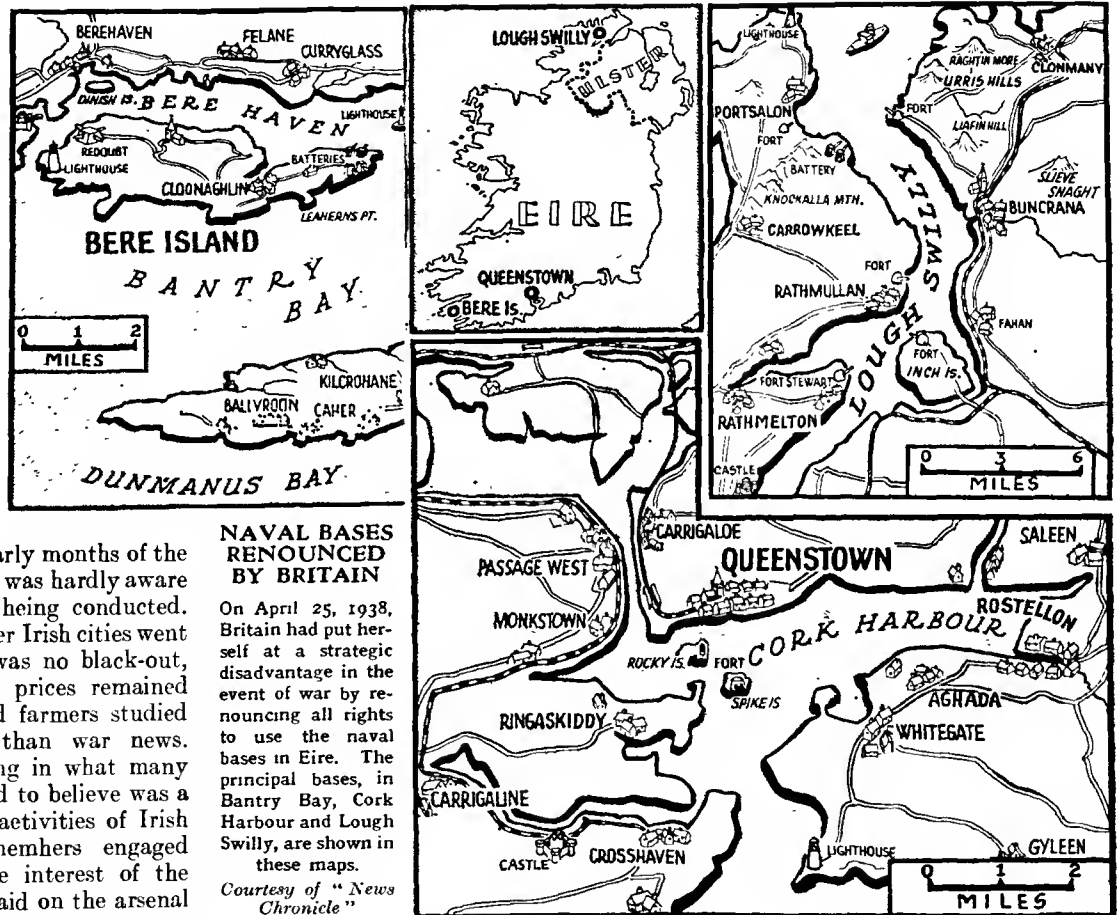 BEREHAVEN
FELANE
CURRYGLASS
DINISH IS.
BERE HAVEN
LIGHTHOUSE
REDOUBT
LIGHTHOUSE
BATTERIES
CLOONAGHLIN
LEAHERNS PT.
BERE ISLAND
BANTRY
BAY
0 1 2
MILES
KILCROHANE
BALLYROON
CAHER
DUNMANUS BAY
LOUGH SWILLY
ULSTER
EIRE
QUEENSTOWN
BERE IS.
LIGHTHOUSE
RAGHTIN MORE
URRIS HILLS
CLONMANY
PORTSALON
FORT
FORT
LIAFIN HILL
BATTERY
KNOCKALLA MTN.
SLIEVE
SNAGHT
BUNCRANA
CARROWKEEL
LOUGH SWILLY
FORT
RATHMULLAN
FAHAN
FORT
INCH IS.
FORT STEWART
RATHMELTON
CASTLE
0 3 6
MILES
CARRIGALOE
PASSAGE WEST
QUEENSTOWN
SALEEN
MONKSTOWN
ROSTELLON
CORK HARBOUR
ROCKY IS.
FORT
SPIKE IS
AGHADA
RINGASKIDDY
WHITEGATE
CARRIGALINE
CASTLE
CROSSHAVEN
LIGHTHOUSE
GYLEEN
0 1 2
MILES
arly months of the
was hardly aware
heing conducted.
er Irish cities went
was no black-out,
prices remained
d farmers studied
than war news.
ng in what many
d to believe was a
aetivities of Irish
memhers engaged
e interest of the
aid on the arsenal
NAVAL BASES
RENOUNCED
BY BRITAIN
On April 25, 1938,
Britain had put her-
self at a strategic
disadvantage in the
event of war by re-
nouncing all rights
to use the naval
bases in Eire. The
principal bases, in
Bantry Bay, Cork
Harbour and Lough
Swilly, are shown in
these maps.
Courtesy of "News
Chronicle"